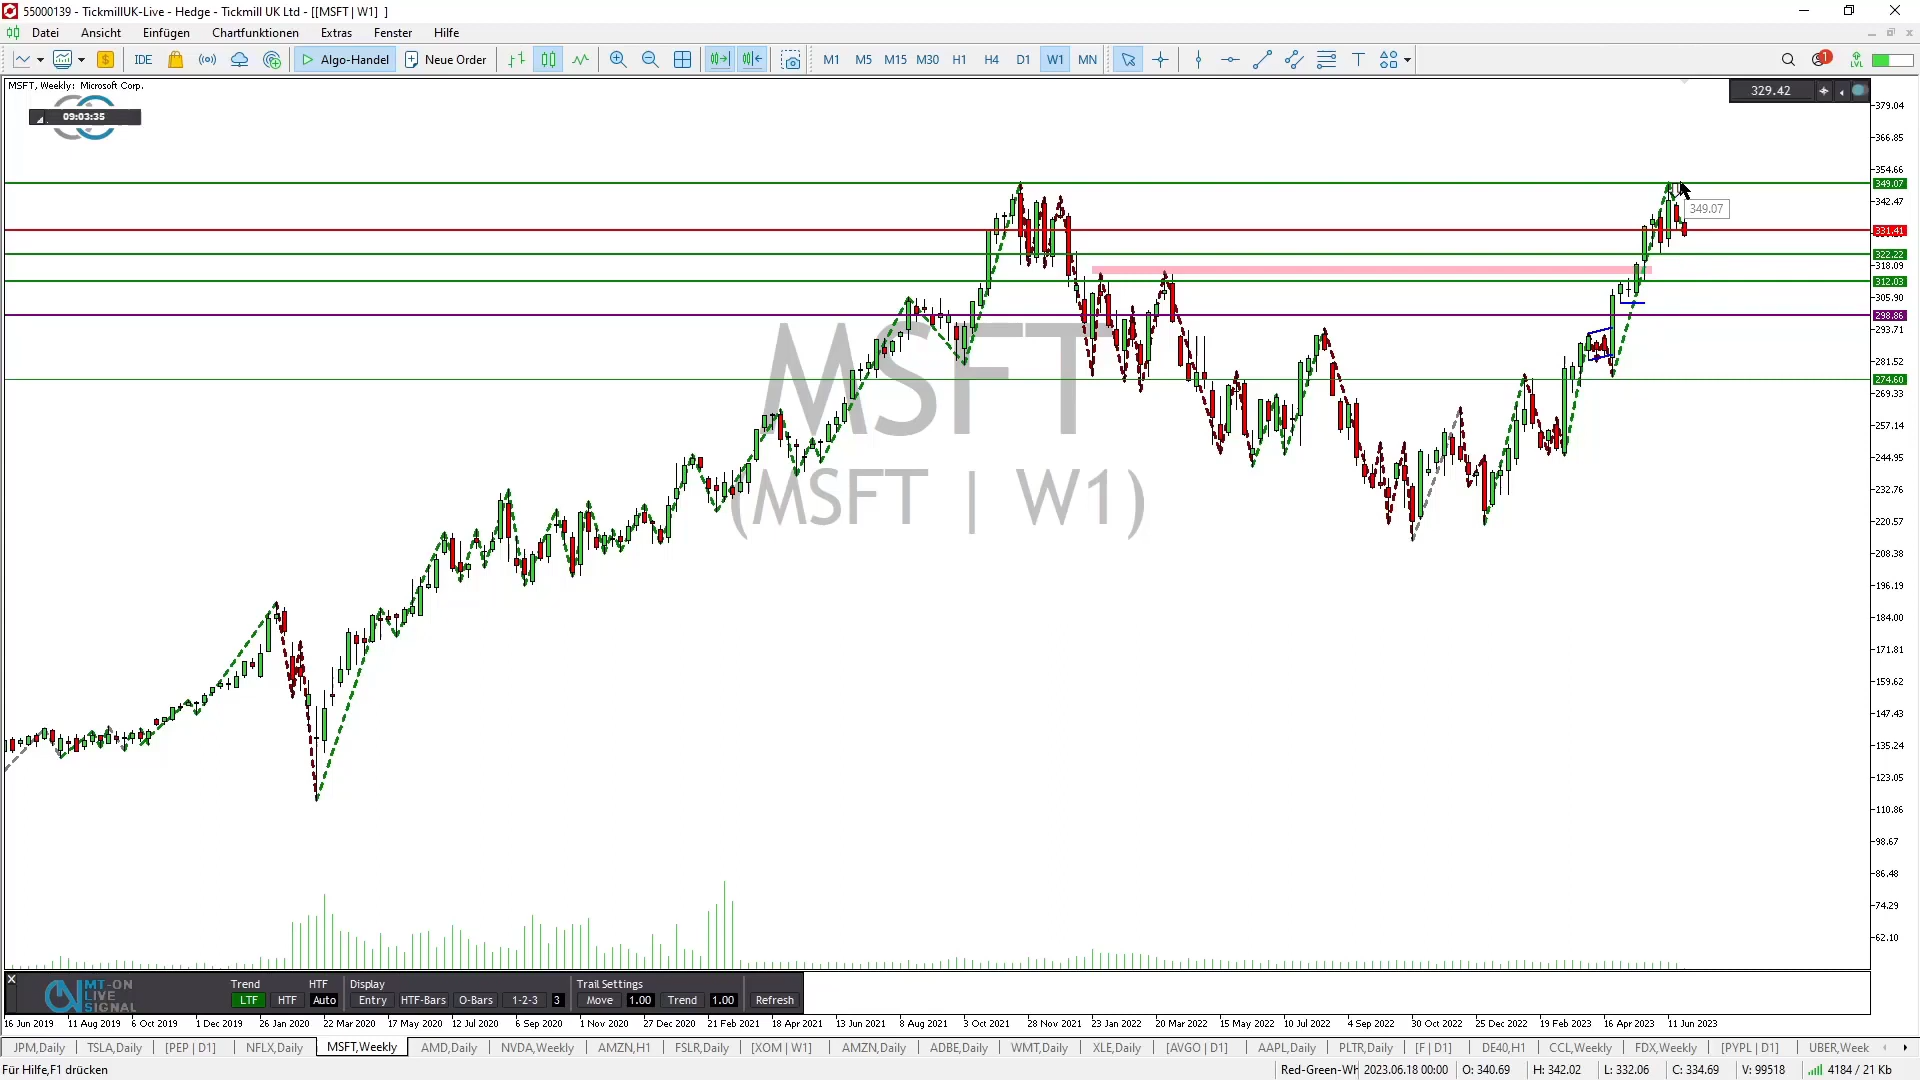 55000139 - TickmillUK-Live - Hedge - Tickmill UK Ltd - [[MSFT | W1] ]
Datei Ansicht Einfügen Chartfunktionen Extras Fenster Hilfe
$ IDE Algo-Handel Neue Order M1 M5 M15 M30 H1 H4 D1 W1 MN T 1 LVL
MSFT, Weekly: Microsoft Corp.
329.42
09:03:35
379.04
366.85
354.66
349.07
342.47
349.07
331.41
322.22
318.09
312.03
305.90
298.86
293.71
281.52
274.60
269.33
257.14
244.95
232.76
220.57
208.38
196.19
184.00
171.81
159.62
147.43
135.24
123.05
110.86
98.67
86.48
74.29
62.10
MSFT
(MSFT | W1)
MT-ON
LIVE
SIGNAL
Trend HTF Display Trail Settings
LTF HTF Auto Entry HTF-Bars O-Bars 1-2-3 3 Move 1.00 Trend 1.00 Refresh
16 Jun 2019 11 Aug 2019 6 Oct 2019 1 Dec 2019 26 Jan 2020 22 Mar 2020 17 May 2020 12 Jul 2020 6 Sep 2020 1 Nov 2020 27 Dec 2020 21 Feb 2021 18 Apr 2021 13 Jun 2021 8 Aug 2021 3 Oct 2021 28 Nov 2021 23 Jan 2022 20 Mar 2022 15 May 2022 10 Jul 2022 4 Sep 2022 30 Oct 2022 25 Dec 2022 19 Feb 2023 16 Apr 2023 11 Jun 2023
JPM,Daily TSLA,Daily [PEP | D1] NFLX,Daily MSFT,Weekly AMD,Daily NVDA,Weekly AMZN,H1 FSLR,Daily [XOM | W1] AMZN,Daily ADBE,Daily WMT,Daily XLE,Daily [AVGO | D1] AAPL,Daily PLTR,Daily [F | D1] DE40,H1 CCL,Weekly FDX,Weekly [PYPL | D1] UBER,Week
Für Hilfe,F1 drücken Red-Green-Wh 2023.06.18 00:00 O: 340.69 H: 342.02 L: 332.06 C: 334.69 V: 99518 4184 / 21 Kb